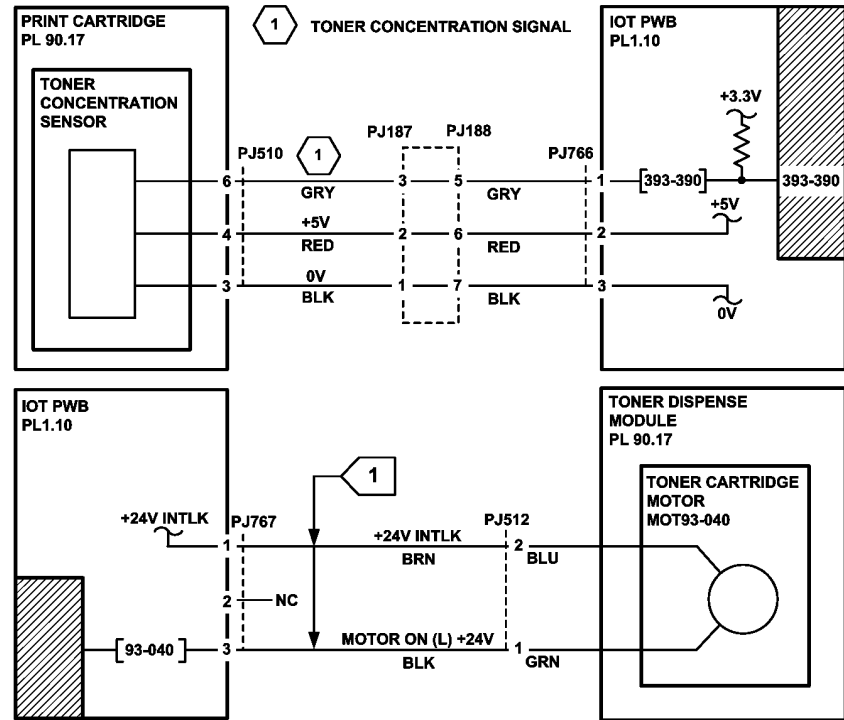 PRINT CARTRIDGE
PL 90.17
1 TONER CONCENTRATION SIGNAL
IOT PWB
PL1.10
TONER
CONCENTRATION
SENSOR
+3.3V
PJ510 1 PJ187 PJ188 PJ766
6 GRY 3 5 GRY 1 [393-390] 393-390
4 +5V RED 2 6 RED 2 +5V
3 0V BLK 1 7 BLK 3 0V
IOT PWB
PL1.10
TONER DISPENSE
MODULE
PL 90.17
1
TONER CARTRIDGE
MOTOR
MOT93-040
+24V INTLK PJ767 PJ512
1 +24V INTLK BRN 2 BLU
2 NC
[93-040] 3 MOTOR ON (L) +24V BLK 1 GRN